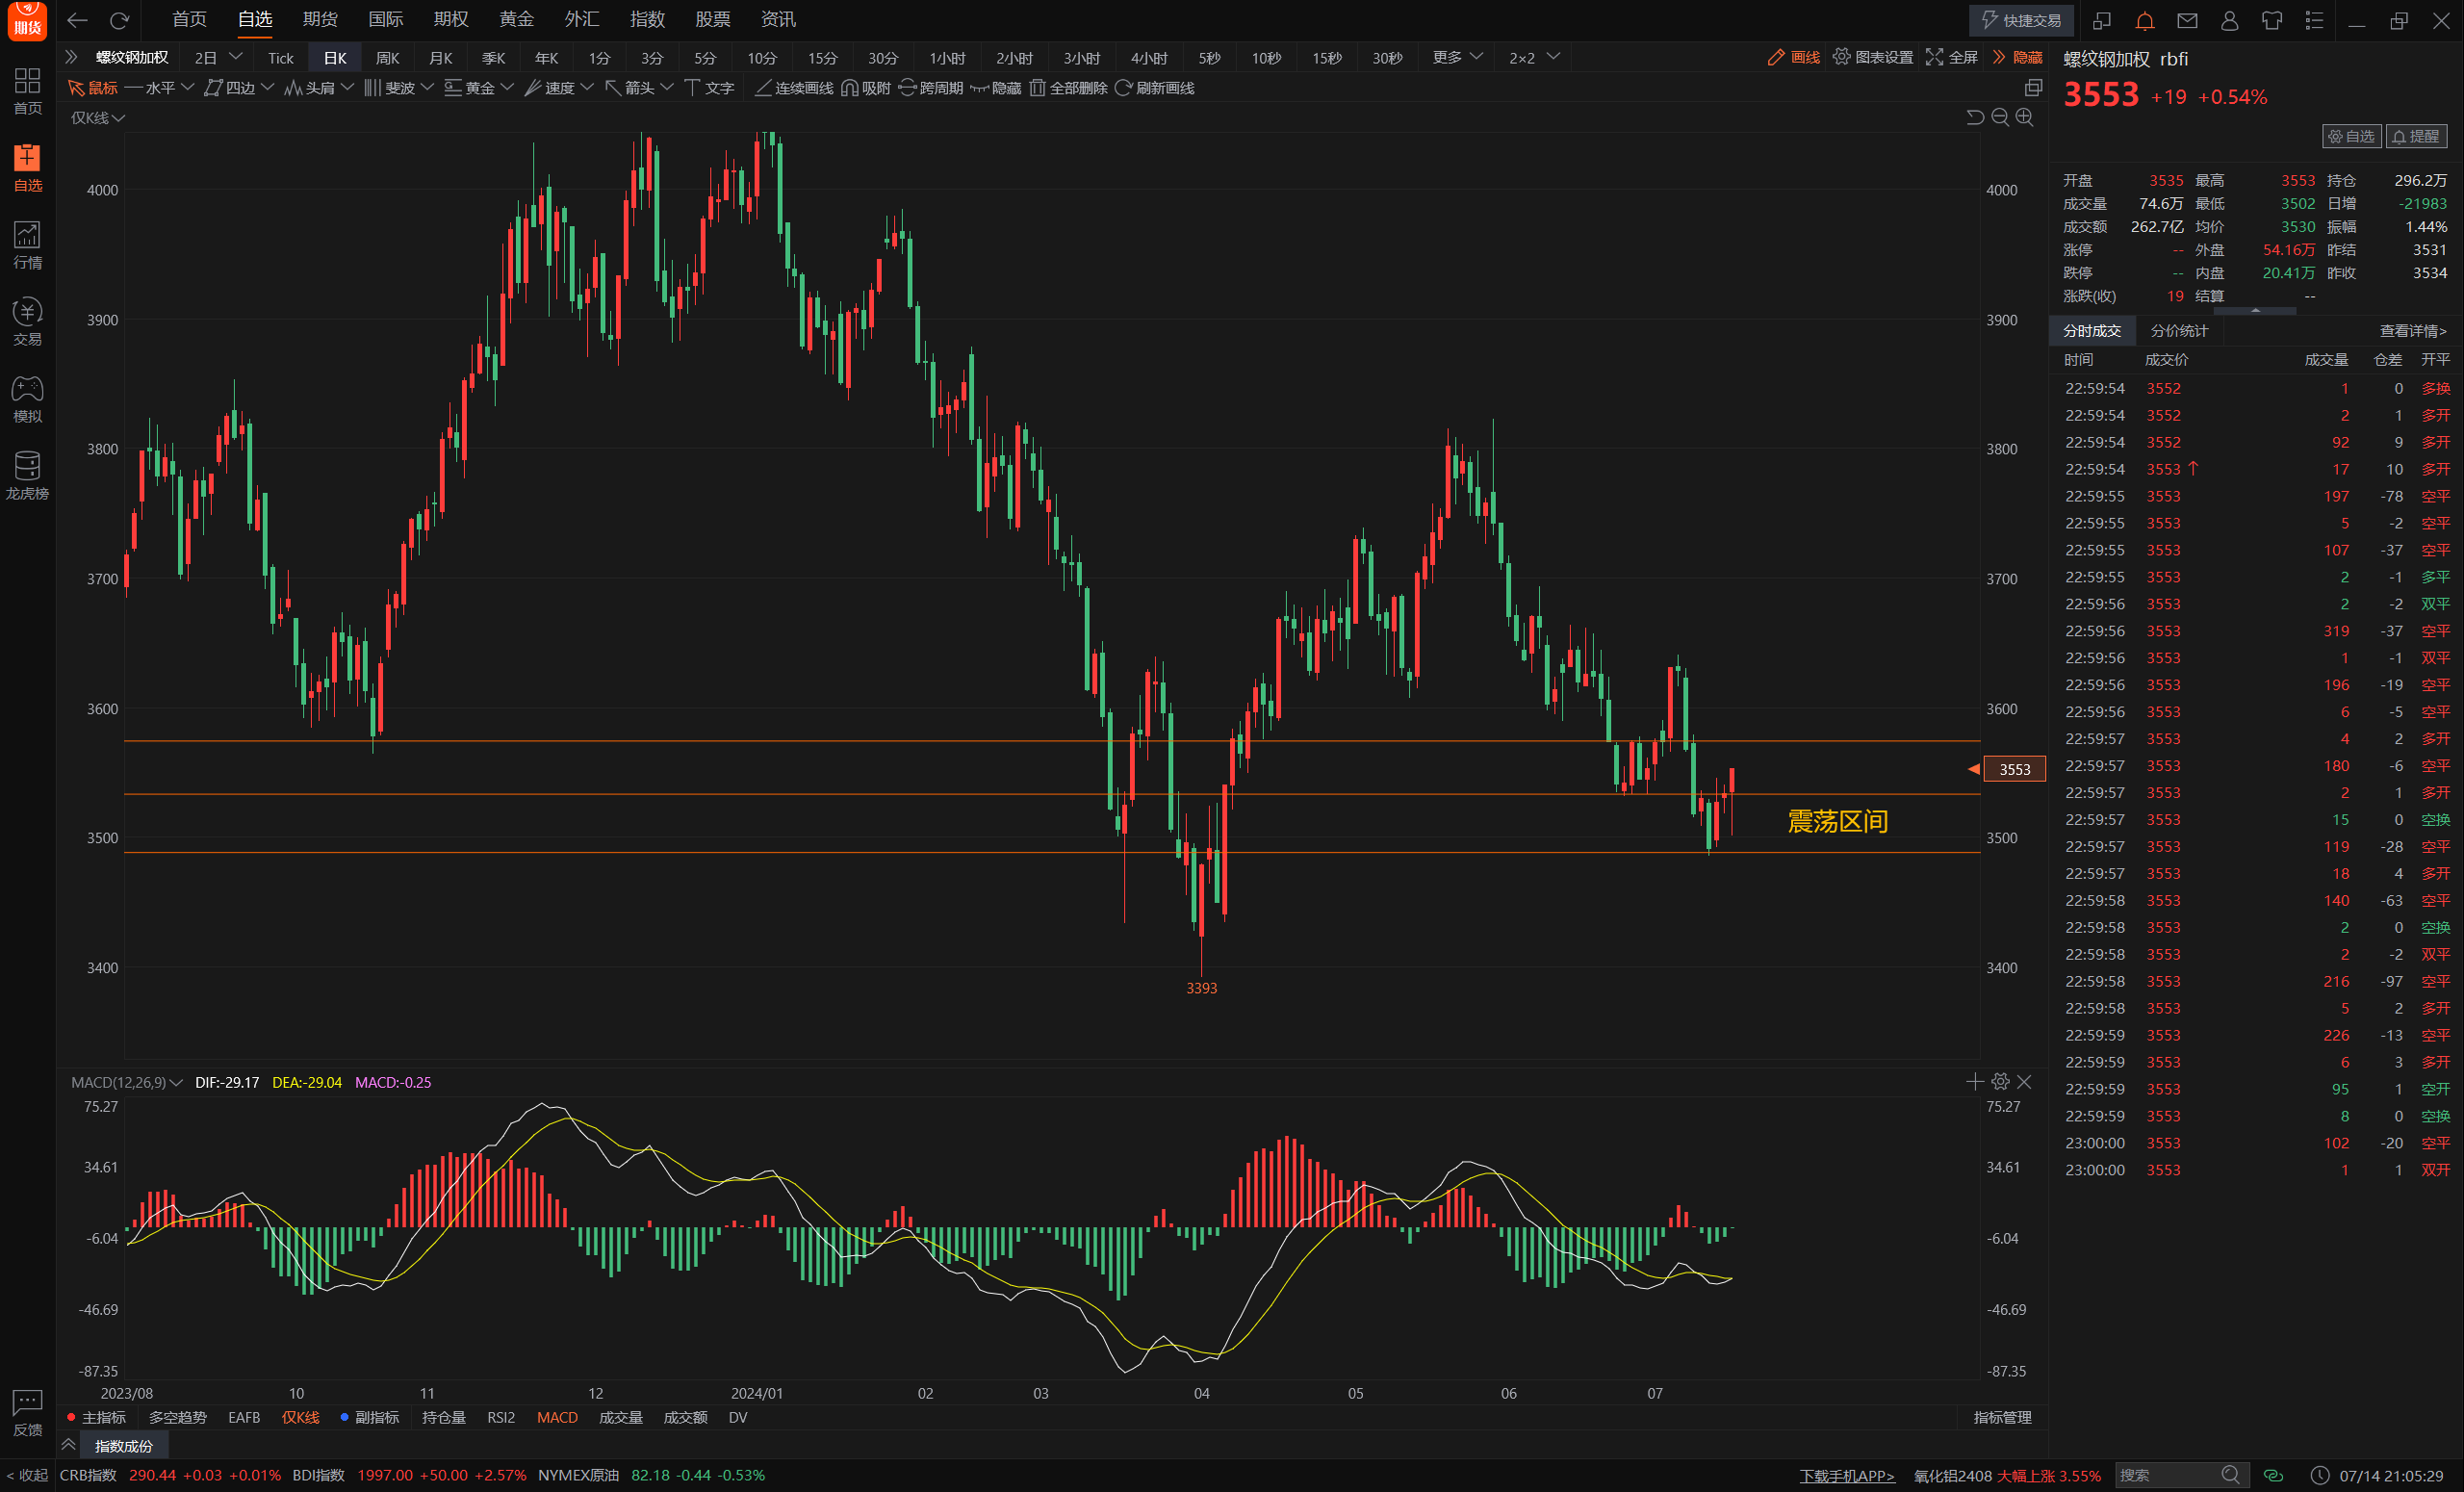 期货 首页 自选 期货 国际 期权 黄金 外汇 指数 股票 资讯 快捷交易
螺纹钢加权 2日 Tick 日K 周K 月K 季K 年K 1分 3分 5分 10分 15分 30分 1小时 2小时 3小时 4小时 5秒 10秒 15秒 30秒 更多 2×2 画线 图表设置 全屏 隐藏
鼠标 水平 四边 头肩 斐波 黄金 速度 箭头 文字 连续画线 吸附 跨周期 隐藏 全部删除 刷新画线
首页
自选
行情
交易
模拟
龙虎榜
反馈
仅K线
4000 4000
3900 3900
3800 3800
3700 3700
3600 3600
3553
震荡区间
3500 3500
3400 3400
3393
MACD(12,26,9) DIF:-29.17 DEA:-29.04 MACD:-0.25
75.27 75.27
34.61 34.61
-6.04 -6.04
-46.69 -46.69
-87.35 -87.35
2023/08 10 11 12 2024/01 02 03 04 05 06 07
主指标 多空趋势 EAFB 仅K线 副指标 持仓量 RSI2 MACD 成交量 成交额 DV 指标管理
指数成份
螺纹钢加权 rbfi
3553 +19 +0.54%
自选 提醒
开盘 3535 最高 3553 持仓 296.2万
成交量 74.6万 最低 3502 日增 -21983
成交额 262.7亿 均价 3530 振幅 1.44%
涨停 -- 外盘 54.16万 昨结 3531
跌停 -- 内盘 20.41万 昨收 3534
涨跌(收) 19 结算 --
分时成交 分价统计 查看详情>
时间 成交价 成交量 仓差 开平
22:59:54 3552 1 0 多换
22:59:54 3552 2 1 多开
22:59:54 3552 92 9 多开
22:59:54 3553↑ 17 10 多开
22:59:55 3553 197 -78 空平
22:59:55 3553 5 -2 空平
22:59:55 3553 107 -37 空平
22:59:55 3553 2 -1 多平
22:59:56 3553 2 -2 双平
22:59:56 3553 319 -37 空平
22:59:56 3553 1 -1 双平
22:59:56 3553 196 -19 空平
22:59:56 3553 6 -5 空平
22:59:57 3553 4 2 多开
22:59:57 3553 180 -6 空平
22:59:57 3553 2 1 多开
22:59:57 3553 15 0 空换
22:59:57 3553 119 -28 空平
22:59:57 3553 18 4 多开
22:59:58 3553 140 -63 空平
22:59:58 3553 2 0 空换
22:59:58 3553 2 -2 双平
22:59:58 3553 216 -97 空平
22:59:58 3553 5 2 多开
22:59:59 3553 226 -13 空平
22:59:59 3553 6 3 多开
22:59:59 3553 95 1 空开
22:59:59 3553 8 0 空换
23:00:00 3553 102 -20 空平
23:00:00 3553 1 1 双开
< 收起 CRB指数 290.44 +0.03 +0.01% BDI指数 1997.00 +50.00 +2.57% NYMEX原油 82.18 -0.44 -0.53% 下载手机APP> 氧化铝2408 大幅上涨 3.55% 搜索 07/14 21:05:29